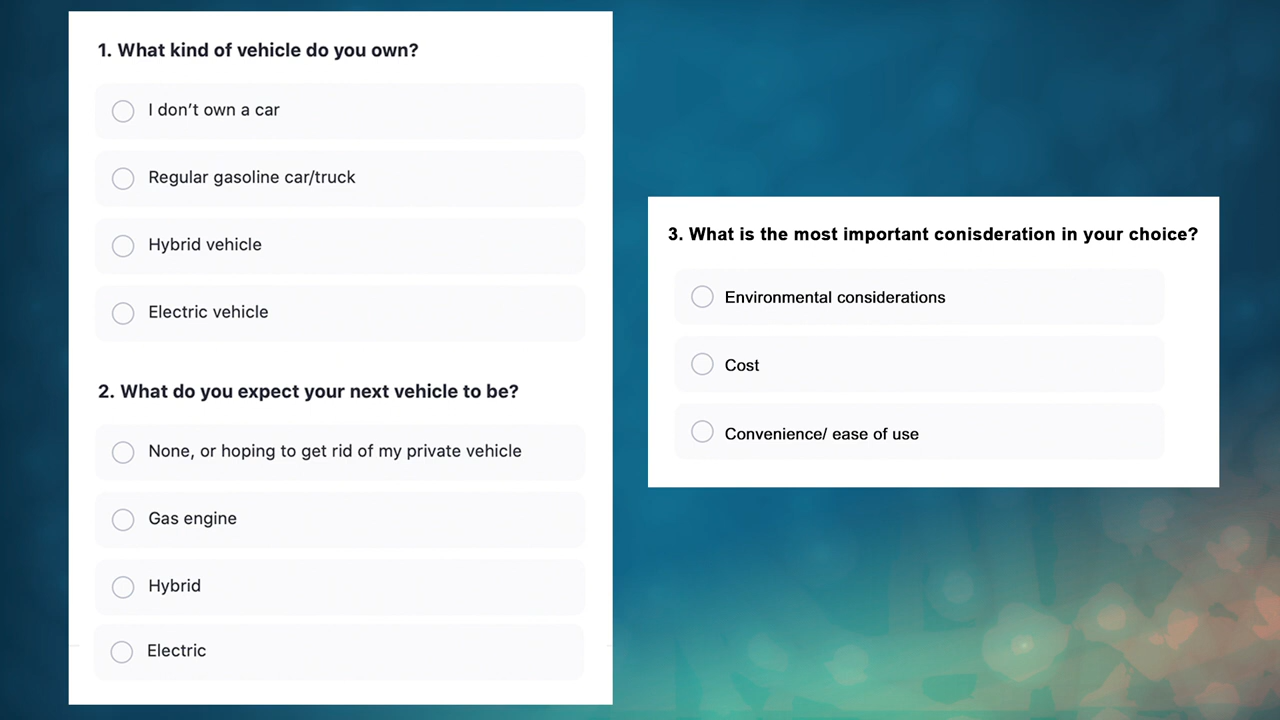 1. What kind of vehicle do you own?
I don’t own a car
Regular gasoline car/truck
Hybrid vehicle
Electric vehicle
2. What do you expect your next vehicle to be?
None, or hoping to get rid of my private vehicle
Gas engine
Hybrid
Electric
3. What is the most important conisderation in your choice?
Environmental considerations
Cost
Convenience/ ease of use